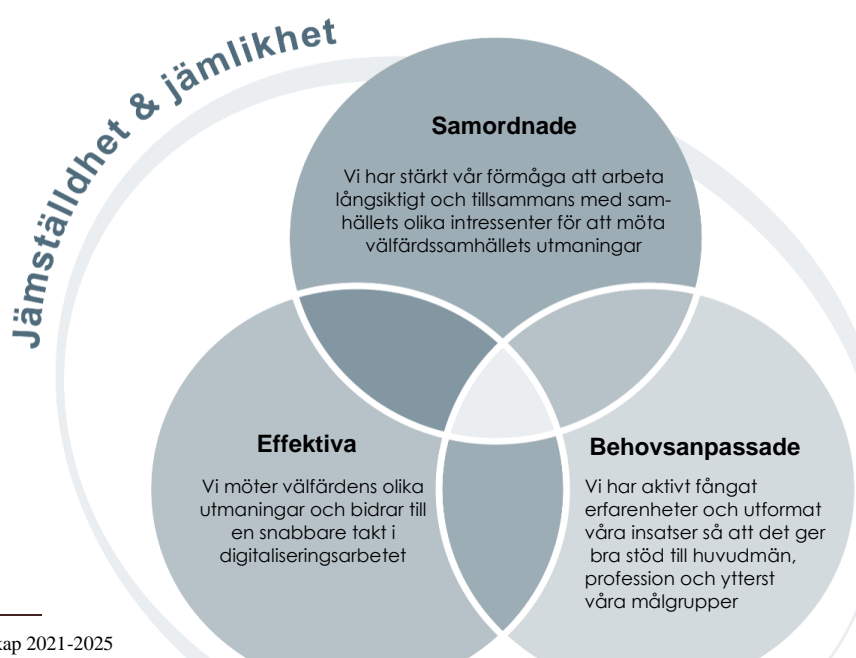 Jämställdhet & jämlikhet
Samordnade
Vi har stärkt vår förmåga att arbeta
långsiktigt och tillsammans med sam-
hällets olika intressenter för att möta
välfärdssamhällets utmaningar
Effektiva
Vi möter välfärdens olika
utmaningar och bidrar till
en snabbare takt i
digitaliseringsarbetet
Behovsanpassade
Vi har aktivt fångat
erfarenheter och utformat
våra insatser så att det ger
bra stöd till huvudmän,
profession och ytterst
våra målgrupper
2021-2025